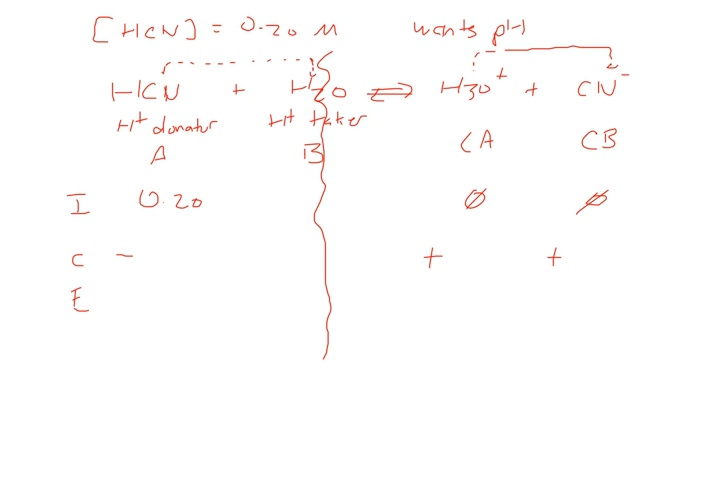 [HCN] = 0.20 M wants pH
HCN + H2O ⇌ H3O+ + CN-
H+ donator H+ taker
A B CA CB
I 0.20 ∅ ∅
C - + +
E